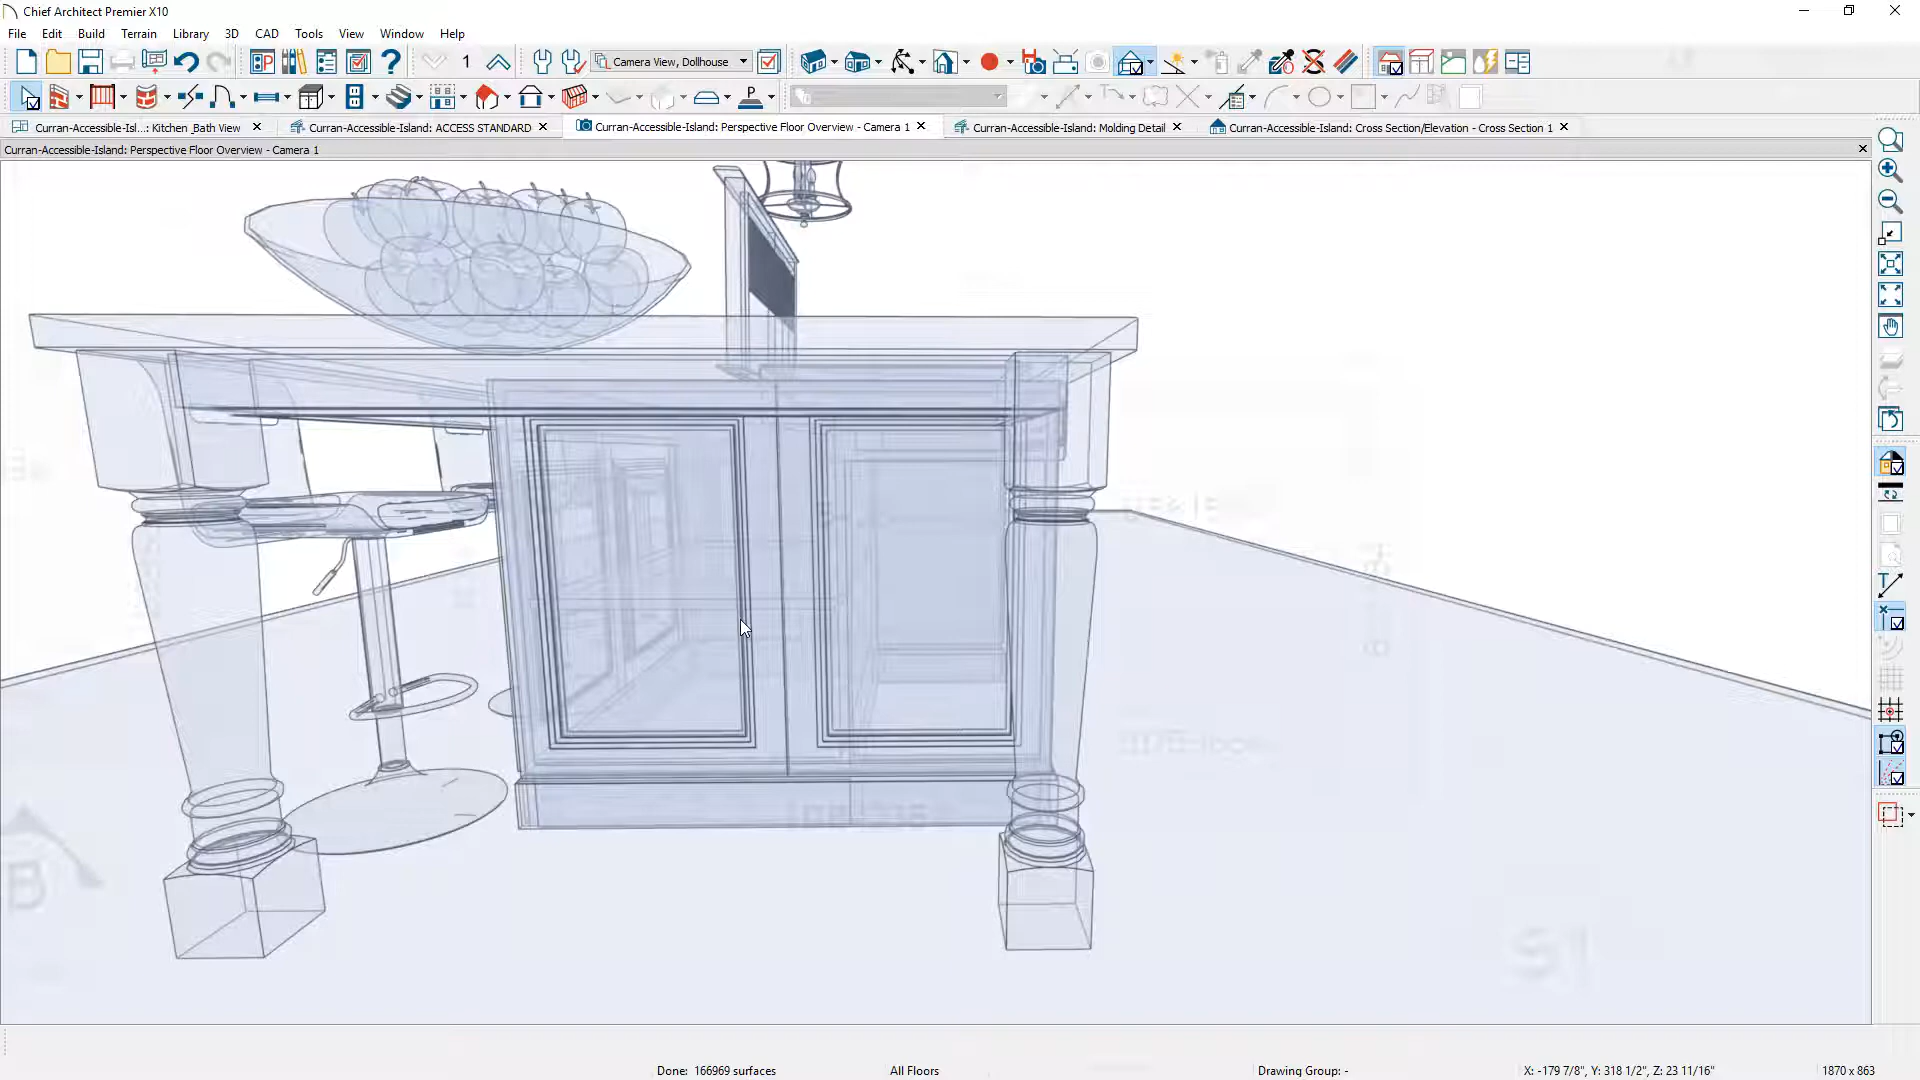 Chief Architect Premier X10
File Edit Build Terrain Library 3D CAD Tools View Window Help
1 Camera View, Dollhouse
P
Curran-Accessible-Isl...: Kitchen _Bath View Curran-Accessible-Island: ACCESS STANDARD Curran-Accessible-Island: Perspective Floor Overview - Camera 1 Curran-Accessible-Island: Molding Detail Curran-Accessible-Island: Cross Section/Elevation - Cross Section 1
Curran-Accessible-Island: Perspective Floor Overview - Camera 1
B
S1
Done: 166969 surfaces All Floors Drawing Group: - X: -179 7/8", Y: 318 1/2", Z: 23 11/16" 1870 x 863